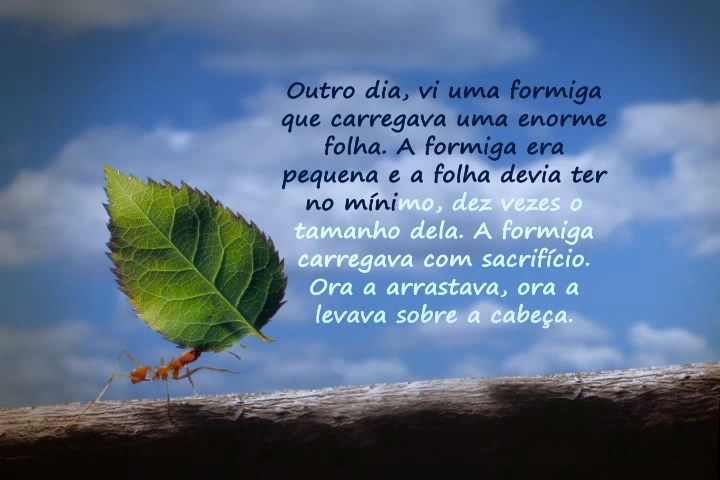 Outro dia, vi uma formiga
que carregava uma enorme
folha. A formiga era
pequena e a folha devia ter
no mínimo, dez vezes o
tamanho dela. A formiga
carregava com sacrifício.
Ora a arrastava, ora a
levava sobre a cabeça.